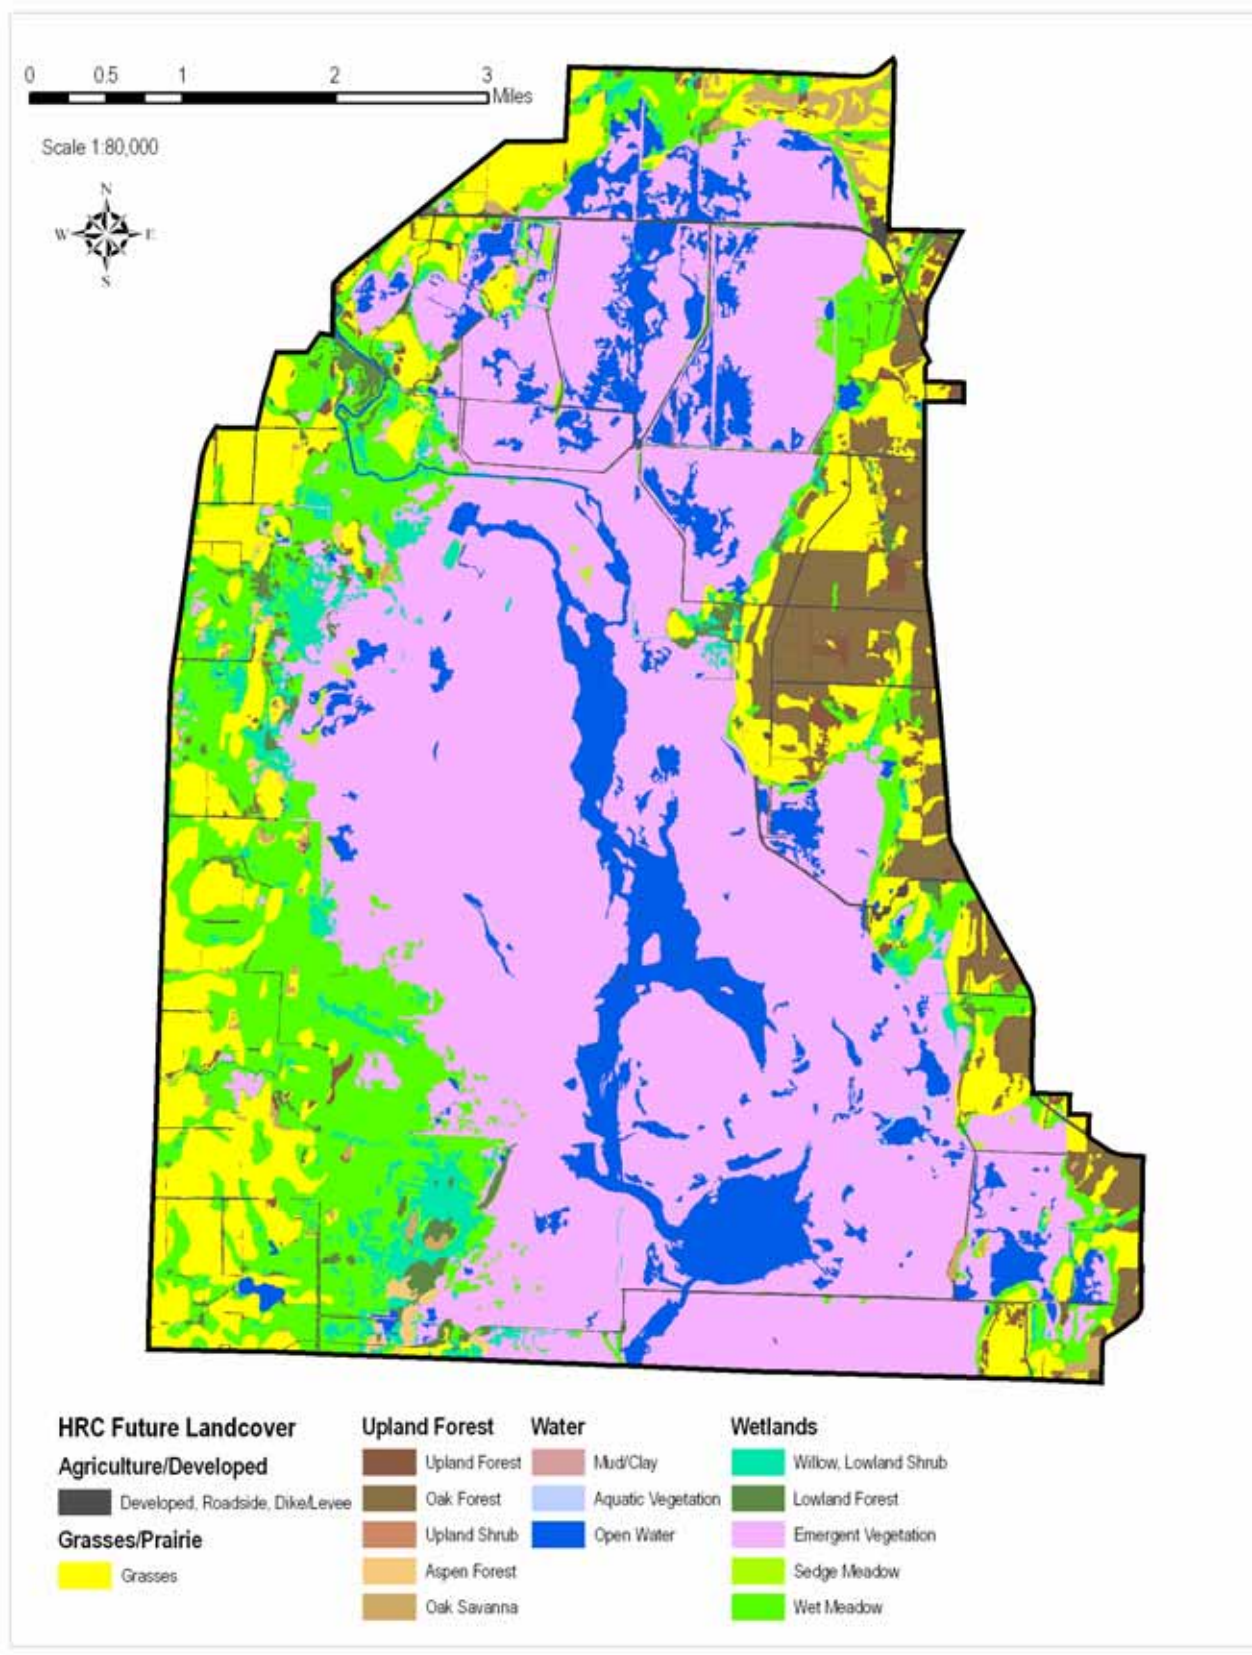 0 0.5 1 2 3
Miles
Scale 1:80,000
N
W E
S
HRC Future Landcover
Agriculture/Developed
Developed, Roadside, Dike/Levee
Grasses/Prairie
Grasses
Upland Forest
Upland Forest
Oak Forest
Upland Shrub
Aspen Forest
Oak Savanna
Water
Mud/Clay
Aquatic Vegetation
Open Water
Wetlands
Willow, Lowland Shrub
Lowland Forest
Emergent Vegetation
Sedge Meadow
Wet Meadow